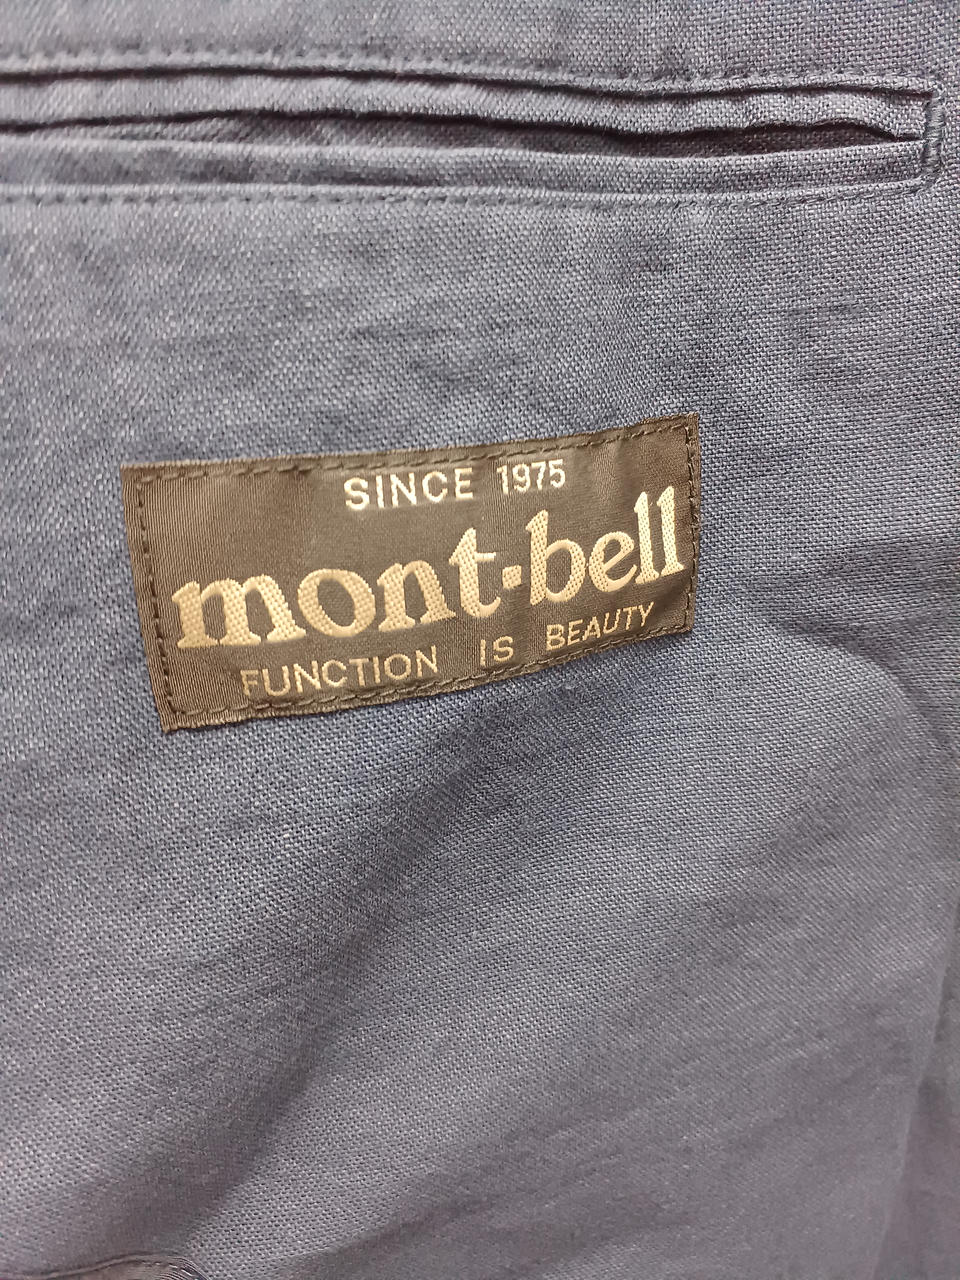 SINCE 1975
mont-bell
FUNCTION IS BEAUTY